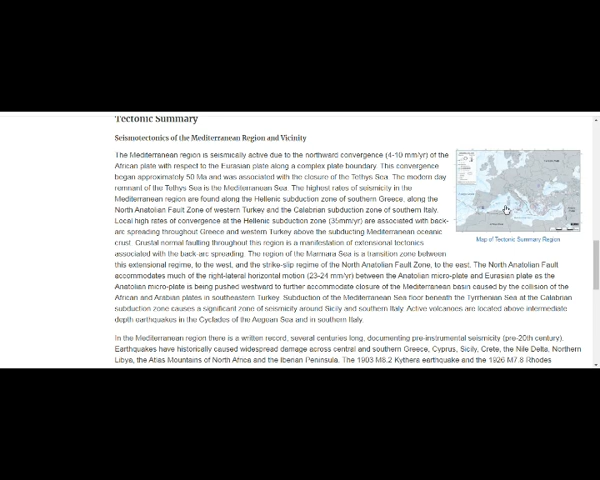 Tectonic Summary
Seismotectonics of the Mediterranean Region and Vicinity
The Mediterranean region is seismically active due to the northward convergence (4-10 mm/yr) of the
African plate with respect to the Eurasian plate along a complex plate boundary. This convergence
began approximately 50 Ma and was associated with the closure of the Tethys Sea. The modern day
remnant of the Tethys Sea is the Mediterranean Sea. The highest rates of seismicity in the
Mediterranean region are found along the Hellenic subduction zone of southern Greece, along the
North Anatolian Fault Zone of western Turkey and the Calabrian subduction zone of southern Italy.
Local high rates of convergence at the Hellenic subduction zone (35mm/yr) are associated with back-
arc spreading throughout Greece and western Turkey above the subducting Mediterranean oceanic
crust. Crustal normal faulting throughout this region is a manifestation of extensional tectonics
associated with the back-arc spreading. The region of the Marmara Sea is a transition zone between
this extensional regime, to the west, and the strike-slip regime of the North Anatolian Fault Zone, to the east. The North Anatolian Fault
accommodates much of the right-lateral horizontal motion (23-24 mm/yr) between the Anatolian micro-plate and Eurasian plate as the
Anatolian micro-plate is being pushed westward to further accommodate closure of the Mediterranean basin caused by the collision of the
African and Arabian plates in southeastern Turkey. Subduction of the Mediterranean Sea floor beneath the Tyrrhenian Sea at the Calabrian
subduction zone causes a significant zone of seismicity around Sicily and southern Italy. Active volcanoes are located above intermediate
depth earthquakes in the Cyclades of the Aegean Sea and in southern Italy.
Map of Tectonic Summary Region
In the Mediterranean region there is a written record, several centuries long, documenting pre-instrumental seismicity (pre-20th century).
Earthquakes have historically caused widespread damage across central and southern Greece, Cyprus, Sicily, Crete, the Nile Delta, Northern
Libya, the Atlas Mountains of North Africa and the Iberian Peninsula. The 1903 M8.2 Kythera earthquake and the 1926 M7.8 Rhodes